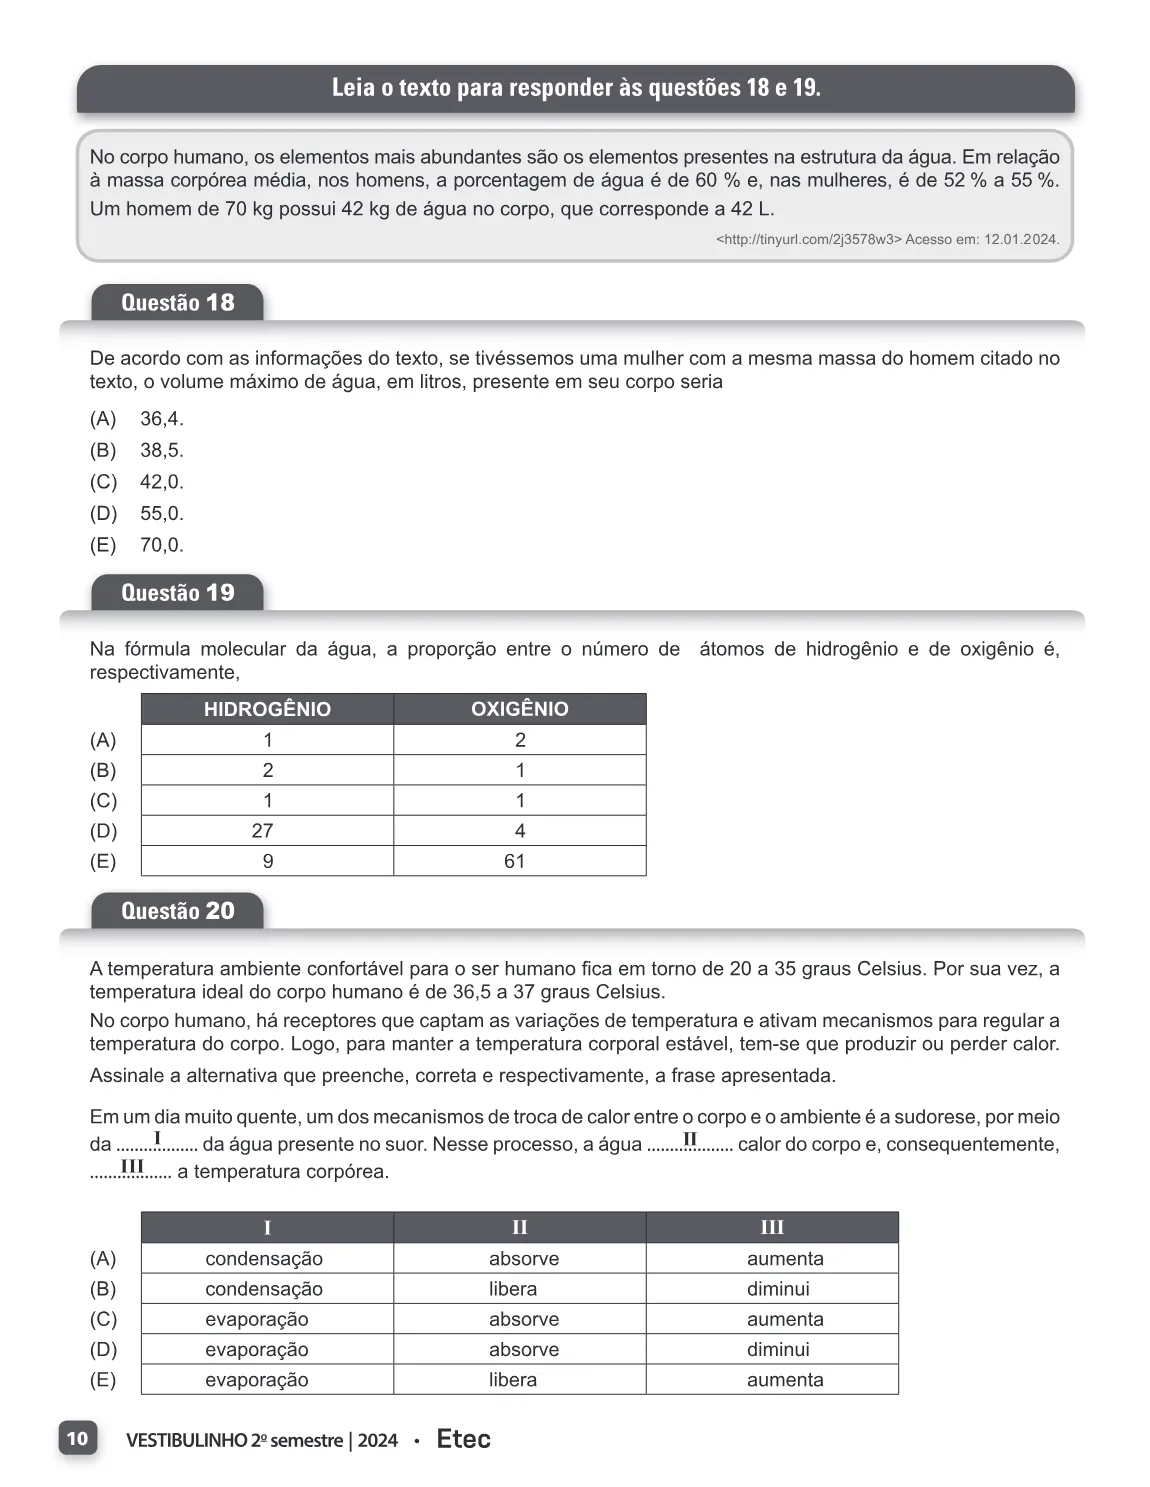 Leia o texto para responder às questões 18 e 19.
No corpo humano, os elementos mais abundantes são os elementos presentes na estrutura da água. Em relação
à massa corpórea média, nos homens, a porcentagem de água é de 60 % e, nas mulheres, é de 52 % a 55 %.
Um homem de 70 kg possui 42 kg de água no corpo, que corresponde a 42 L.
<http://tinyurl.com/2j3578w3> Acesso em: 12.01.2024.
Questão 18
De acordo com as informações do texto, se tivéssemos uma mulher com a mesma massa do homem citado no
texto, o volume máximo de água, em litros, presente em seu corpo seria
(A) 36,4.
(B) 38,5.
(C) 42,0.
(D) 55,0.
(E) 70,0.
Questão 19
Na fórmula molecular da água, a proporção entre o número de átomos de hidrogênio e de oxigênio é,
respectivamente,
HIDROGÊNIO OXIGÊNIO
(A) 1 2
(B) 2 1
(C) 1 1
(D) 27 4
(E) 9 61
Questão 20
A temperatura ambiente confortável para o ser humano fica em torno de 20 a 35 graus Celsius. Por sua vez, a
temperatura ideal do corpo humano é de 36,5 a 37 graus Celsius.
No corpo humano, há receptores que captam as variações de temperatura e ativam mecanismos para regular a
temperatura do corpo. Logo, para manter a temperatura corporal estável, tem-se que produzir ou perder calor.
Assinale a alternativa que preenche, correta e respectivamente, a frase apresentada.
Em um dia muito quente, um dos mecanismos de troca de calor entre o corpo e o ambiente é a sudorese, por meio
da ........I......... da água presente no suor. Nesse processo, a água ........II........ calor do corpo e, consequentemente,
.......III......... a temperatura corpórea.
I II III
(A) condensação absorve aumenta
(B) condensação libera diminui
(C) evaporação absorve aumenta
(D) evaporação absorve diminui
(E) evaporação libera aumenta
10 VESTIBULINHO 2º semestre | 2024 • Etec